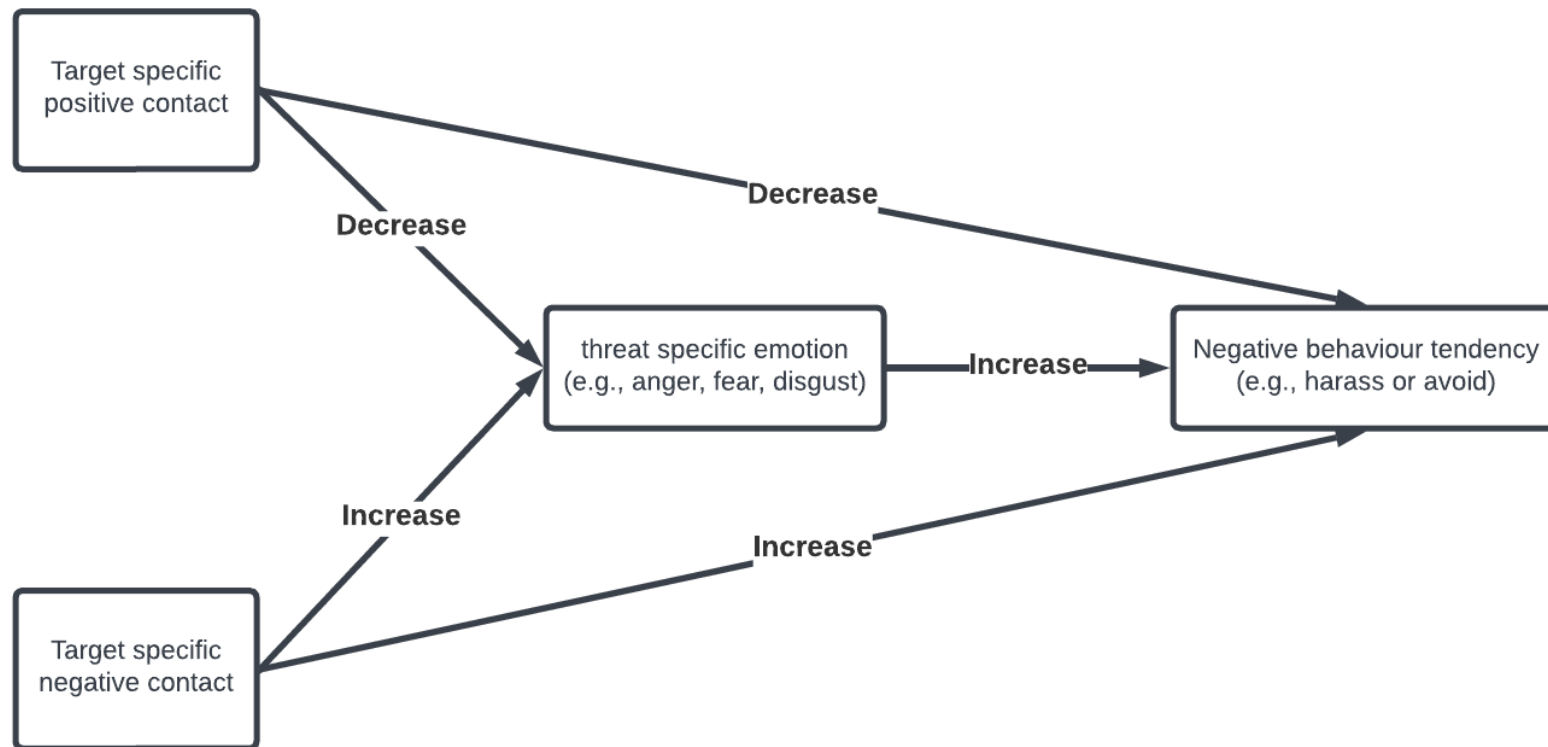 Target specific
positive contact
Decrease
Decrease
threat specific emotion
(e.g., anger, fear, disgust)
Increase
Negative behaviour tendency
(e.g., harass or avoid)
Increase
Increase
Target specific
negative contact